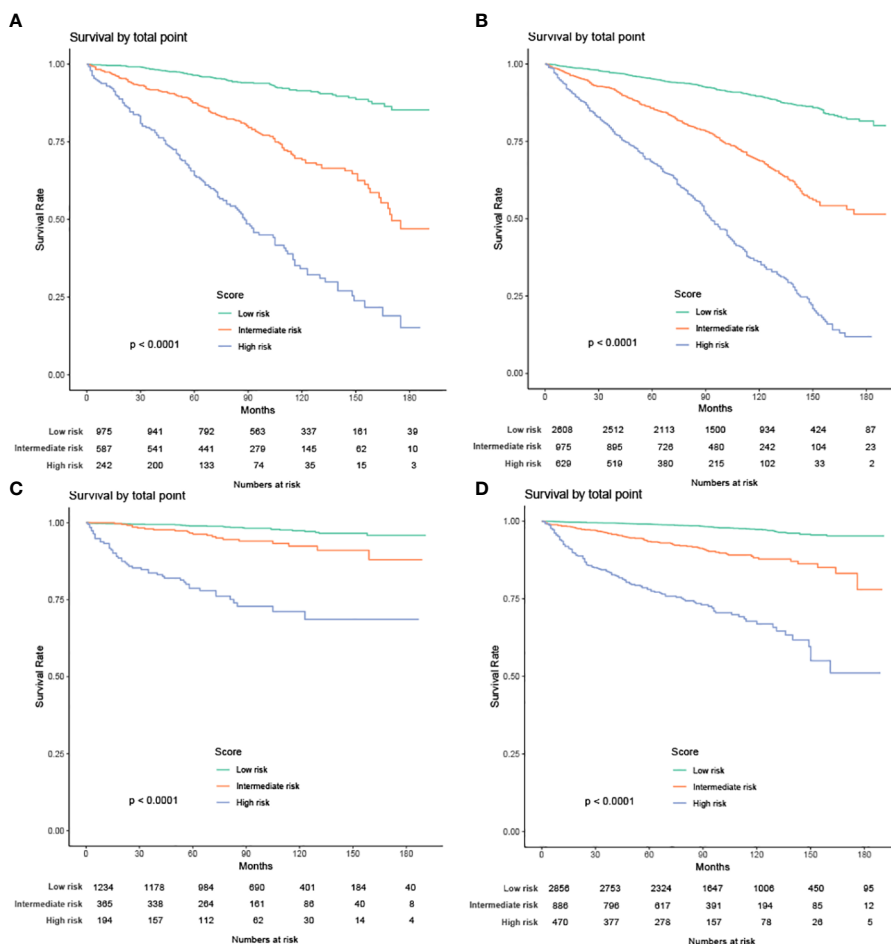 A
Survival by total point
1.00
0.75
0.50
0.25
0.00
Survival Rate
Score
Low risk
Intermediate risk
High risk
p < 0.0001
0 30 60 90 120 150 180
Months
Low risk 975 941 792 563 337 161 39
Intermediate risk 587 541 441 279 145 62 10
High risk 242 200 133 74 35 15 3
Numbers at risk
B
Survival by total point
1.00
0.75
0.50
0.25
0.00
Survival Rate
Score
Low risk
Intermediate risk
High risk
p < 0.0001
0 30 60 90 120 150 180
Months
Low risk 2608 2512 2113 1500 934 424 87
Intermediate risk 975 895 726 480 242 104 23
High risk 629 519 380 215 102 33 2
Numbers at risk
C
Survival by total point
1.00
0.75
0.50
0.25
0.00
Survival Rate
Score
Low risk
Intermediate risk
High risk
p < 0.0001
0 30 60 90 120 150 180
Months
Low risk 1234 1178 984 690 401 184 40
Intermediate risk 365 338 264 161 86 40 8
High risk 194 157 112 62 30 14 4
Numbers at risk
D
Survival by total point
1.00
0.75
0.50
0.25
0.00
Survival Rate
Score
Low risk
Intermediate risk
High risk
p < 0.0001
0 30 60 90 120 150 180
Months
Low risk 2856 2753 2324 1647 1006 450 95
Intermediate risk 886 796 617 391 194 85 12
High risk 470 377 278 157 78 26 5
Numbers at risk